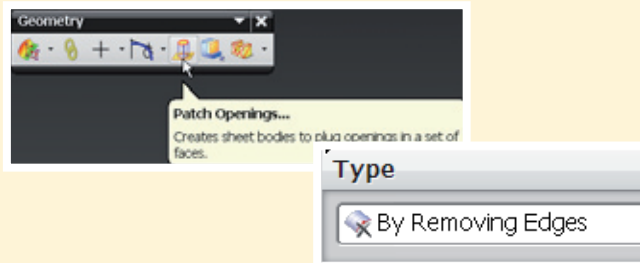 Geometry
Patch Openings...
Creates sheet bodies to plug openings in a set of
faces.
Type
By Removing Edges